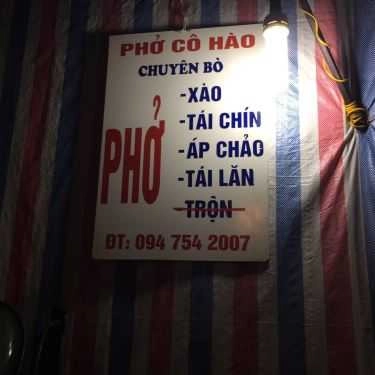 PHỞ CÔ HÀO
CHUYÊN BÒ
PHỞ
-XÀO
-TÁI CHÍN
-ÁP CHẢO
-TÁI LĂN
-TRỘN
ĐT: 094 754 2007